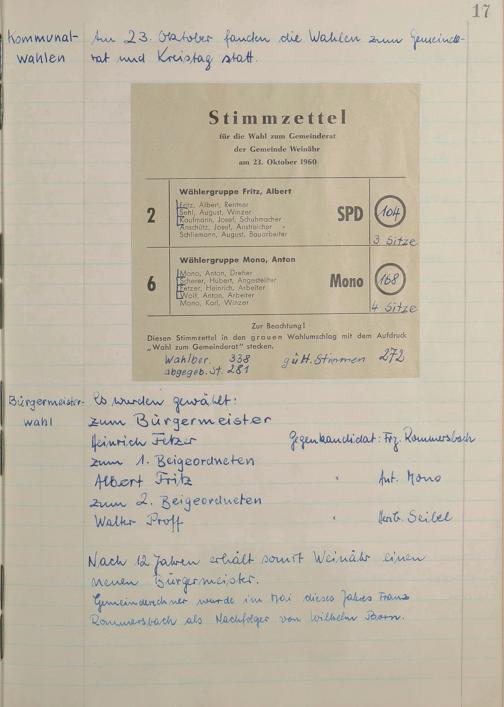 17
Kommunal-
wahlen
Am 23. Oktober fanden die Wahlen zum Gemeinde-
rat und Kreistag statt.
Stimmzettel
für die Wahl zum Gemeinderat
der Gemeinde Weinähr
am 23. Oktober 1960
Wählergruppe Fritz, Albert
2
Fritz, Albert, Rentner
Sehl, August, Winzer
Kaufmann, Josef, Schuhmacher
Anschütz, Josef, Anstreicher
Schliemann, August, Bauarbeiter
SPD
104
3 Sitze
Wählergruppe Mono, Anton
6
Mono, Anton, Dreher
Scherer, Hubert, Angestellter
Fetzer, Heinrich, Arbeiter
Wolf, Anton, Arbeiter
Mono, Karl, Winzer
Mono
168
4 Sitze
Zur Beachtung!
Diesen Stimmzettel in den grauen Wahlumschlag mit dem Aufdruck
„Wahl zum Gemeinderat" stecken.
Wahlber. 338 gült. Stimmen 272
abgegeb. St. 281
Bürgermeister-
wahl
Es wurden gewählt:
zum Bürgermeister
Heinrich Fetzer Gegenkandidat: Frz. Rommersbach
zum 1. Beigeordneten
Albert Fritz " Ant. Mono
zum 2. Beigeordneten
Walter Proff " Seibel
Nach 12 Jahren erhält somit Weinähr einen
neuen Bürgermeister.
Gemeinderechner wurde im Mai dieses Jahres Franz
Rommersbach als Nachfolger von Wilhelm